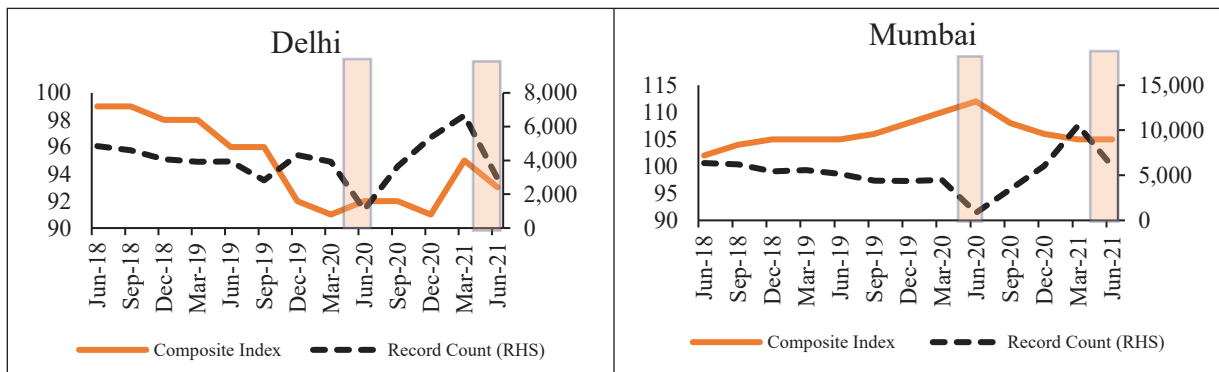 Delhi
100
98
96
94
92
90
8,000
6,000
4,000
2,000
0
Jun-18
Sep-18
Dec-18
Mar-19
Jun-19
Sep-19
Dec-19
Mar-20
Jun-20
Sep-20
Dec-20
Mar-21
Jun-21
Composite Index
Record Count (RHS)
Mumbai
115
110
105
100
95
90
15,000
10,000
5,000
0
Jun-18
Sep-18
Dec-18
Mar-19
Jun-19
Sep-19
Dec-19
Mar-20
Jun-20
Sep-20
Dec-20
Mar-21
Jun-21
Composite Index
Record Count (RHS)